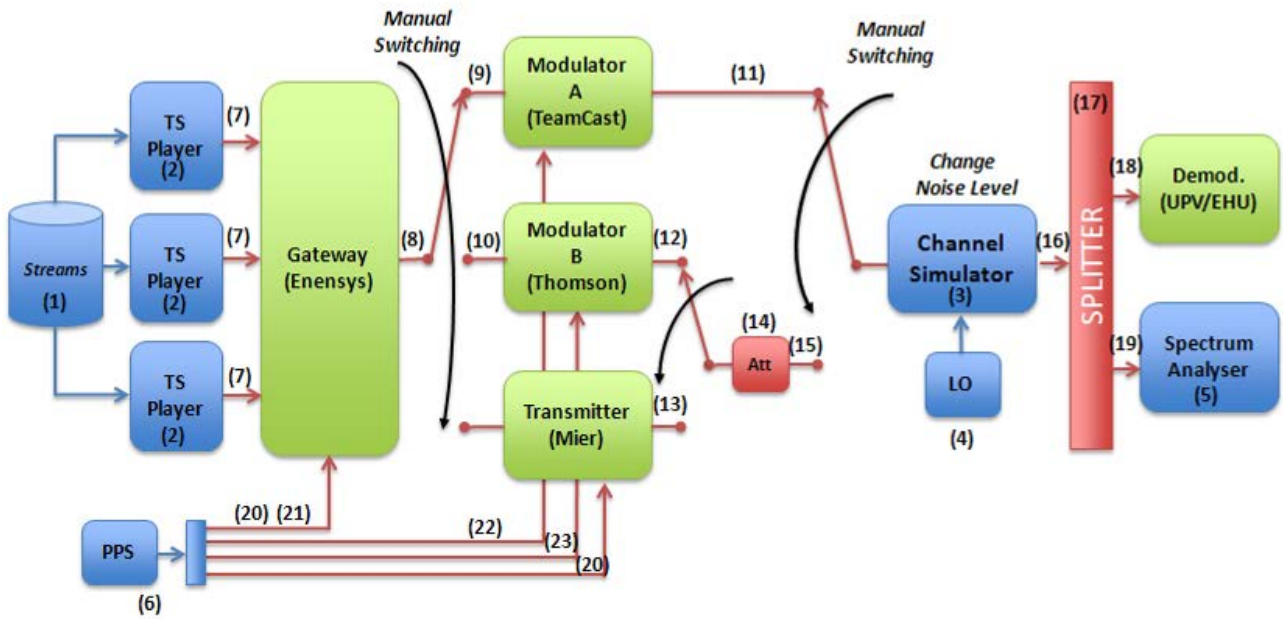 Manual
Switching
Manual
Switching
(7)
TS
Player
(2)
(9)
Modulator
A
(TeamCast)
(11)
(17)
SPLITTER
Change
Noise Level
(18)
Demod.
(UPV/EHU)
Streams
(1)
(7)
TS
Player
(2)
Gateway
(Enensys)
(8)
(10)
Modulator
B
(Thomson)
(12)
Channel
Simulator
(3)
(16)
(14)
Att
(15)
(19)
Spectrum
Analyser
(5)
(7)
TS
Player
(2)
Transmitter
(Mier)
(13)
LO
(4)
PPS
(6)
(20) (21)
(22)
(23)
(20)